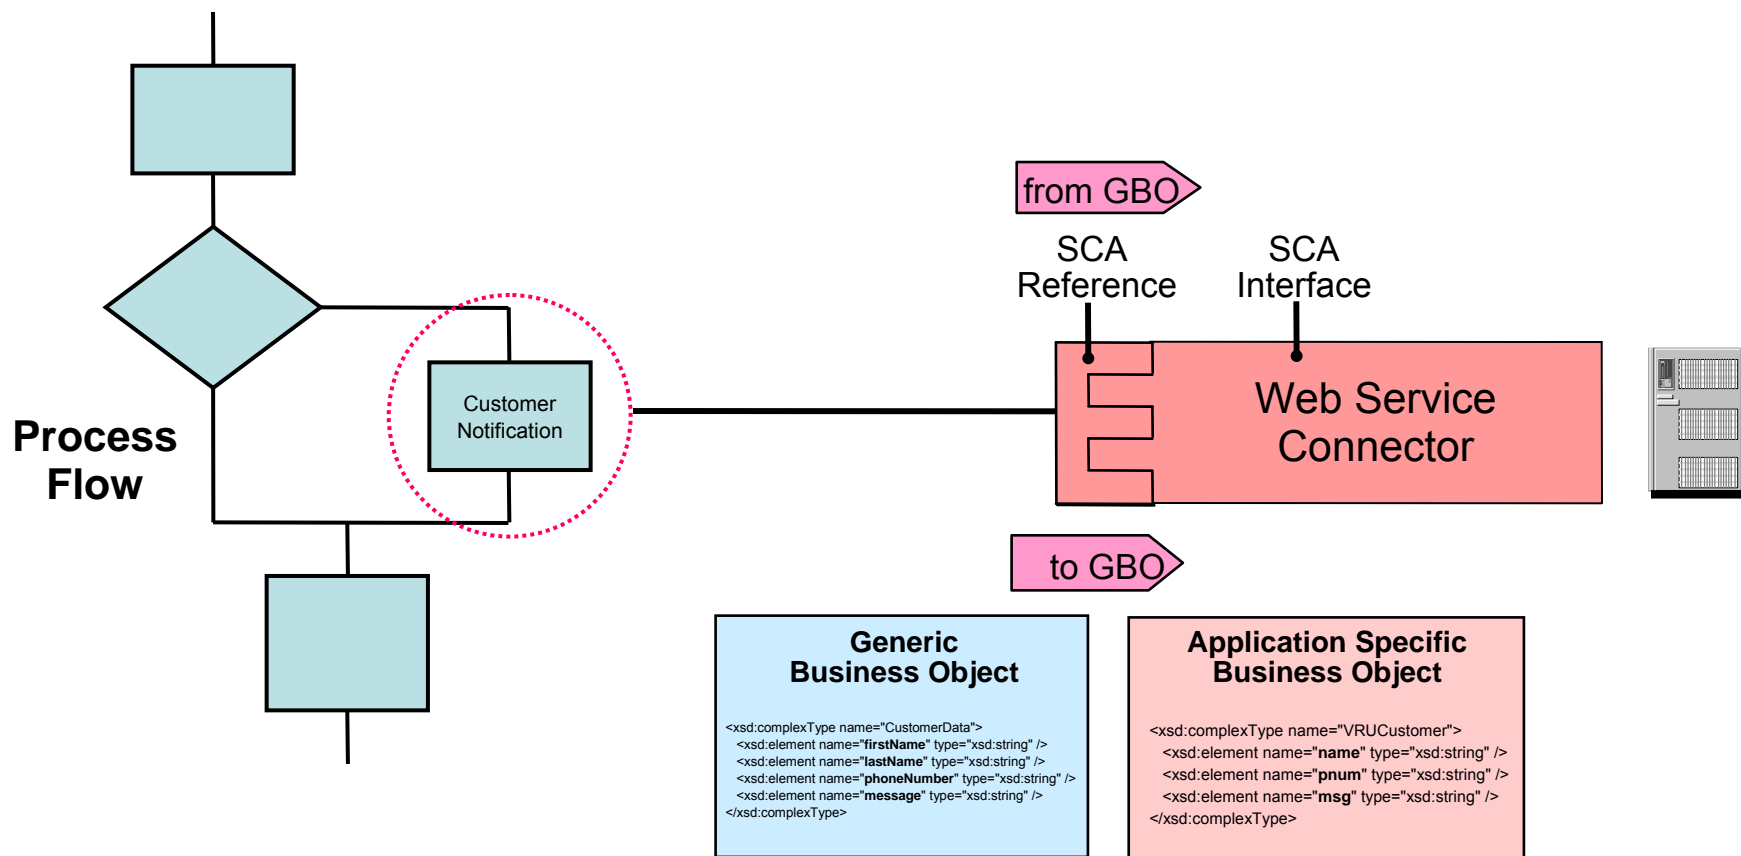 from GBO
SCA
Reference
SCA
Interface
Customer
Notification
Web Service
Connector
Process
Flow
to GBO
Generic
Business Object
<xsd:complexType name="CustomerData">
<xsd:element name="firstName" type="xsd:string" />
<xsd:element name="lastName" type="xsd:string" />
<xsd:element name="phoneNumber" type="xsd:string" />
<xsd:element name="message" type="xsd:string" />
</xsd:complexType>
Application Specific
Business Object
<xsd:complexType name="VRUCustomer">
<xsd:element name="name" type="xsd:string" />
<xsd:element name="pnum" type="xsd:string" />
<xsd:element name="msg" type="xsd:string" />
</xsd:complexType>